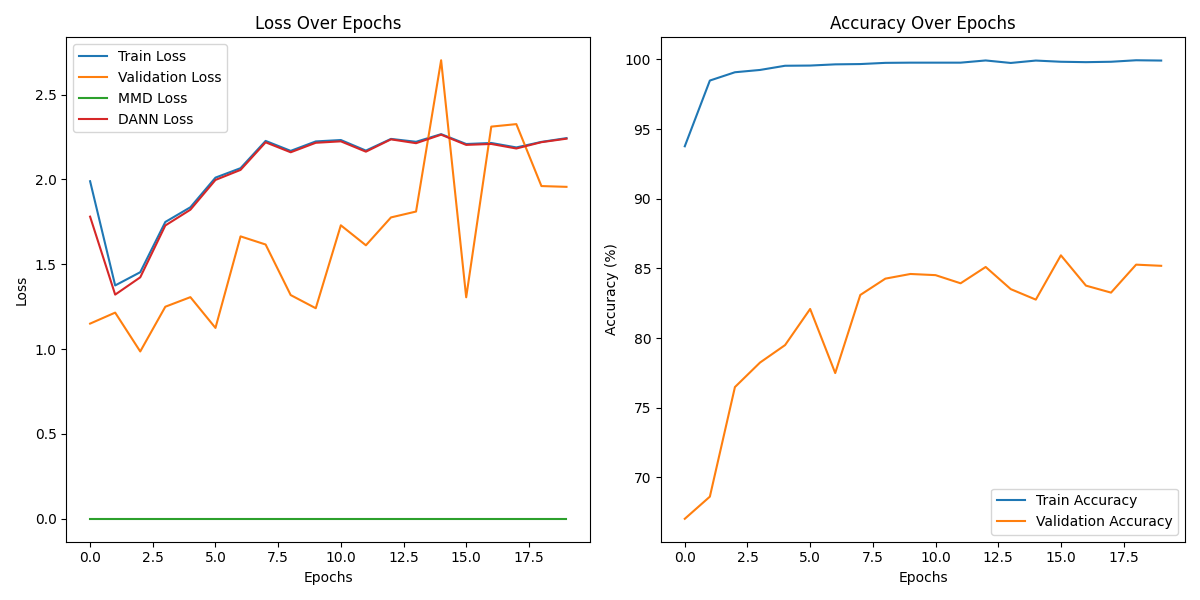 Loss Over Epochs
Train Loss
Validation Loss
MMD Loss
DANN Loss
2.5
2.0
1.5
1.0
0.5
0.0
Loss
0.0 2.5 5.0 7.5 10.0 12.5 15.0 17.5
Epochs
Accuracy Over Epochs
100
95
90
85
80
75
70
Accuracy (%)
Train Accuracy
Validation Accuracy
0.0 2.5 5.0 7.5 10.0 12.5 15.0 17.5
Epochs